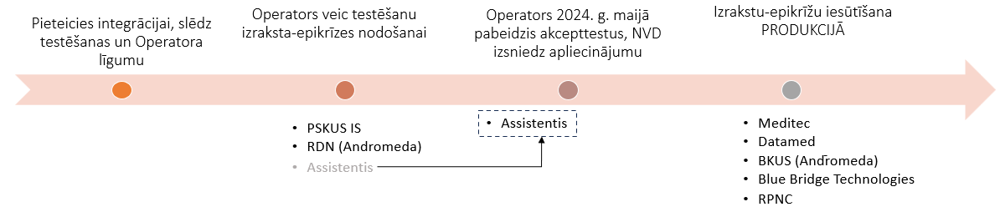 Pieteicies integrācijai, slēdz
testēšanas un Operatora
līgumu
Operators veic testēšanu
izraksta-epikrīzes nodošanai
Operators 2024. g. maijā
pabeidzis akcepttestus, NVD
izsniedz apliecinājumu
Izrakstu-epikrīžu iesūtīšana
PRODUKCIJĀ
• PSKUS IS
• RDN (Andromeda)
• Assistentis
• Assistentis
• Meditec
• Datamed
• BKUS (Andromeda)
• Blue Bridge Technologies
• RPNC